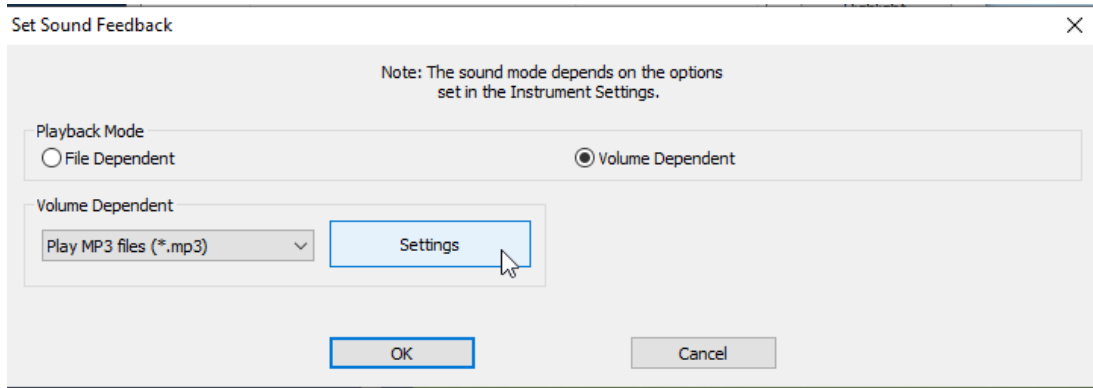 Set Sound Feedback
Note: The sound mode depends on the options
set in the Instrument Settings.
Playback Mode
File Dependent
Volume Dependent
Volume Dependent
Play MP3 files (*.mp3)
Settings
OK
Cancel